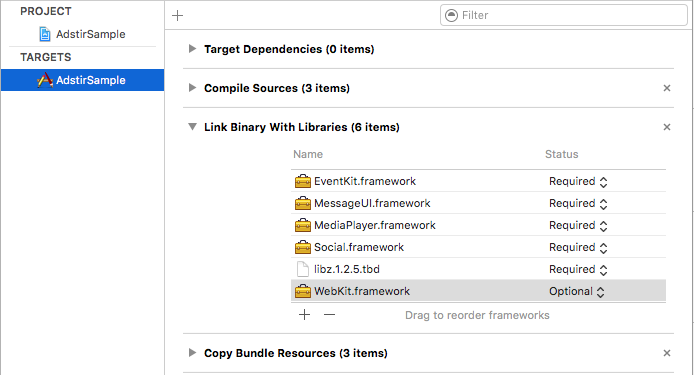 PROJECT
AdstirSample
TARGETS
AdstirSample
Filter
Target Dependencies (0 items)
Compile Sources (3 items)
Link Binary With Libraries (6 items)
Name Status
EventKit.framework Required
MessageUI.framework Required
MediaPlayer.framework Required
Social.framework Required
libz.1.2.5.tbd Required
WebKit.framework Optional
Drag to reorder frameworks
Copy Bundle Resources (3 items)